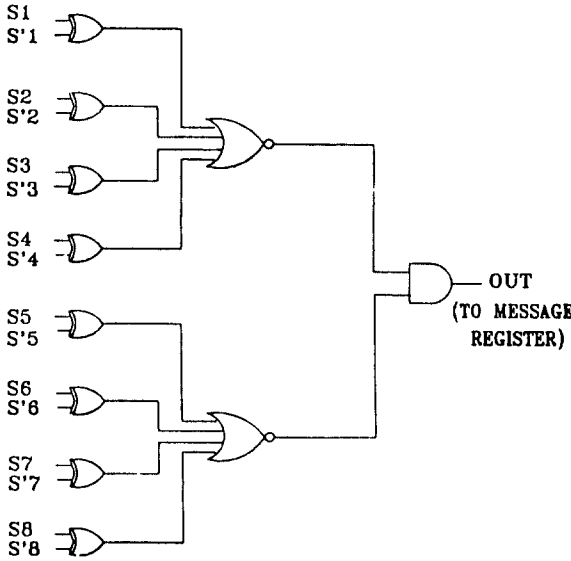 S1
S'1
S2
S'2
S3
S'3
S4
S'4
S5
S'5
S6
S'6
S7
S'7
S8
S'8
OUT
(TO MESSAGE
REGISTER)